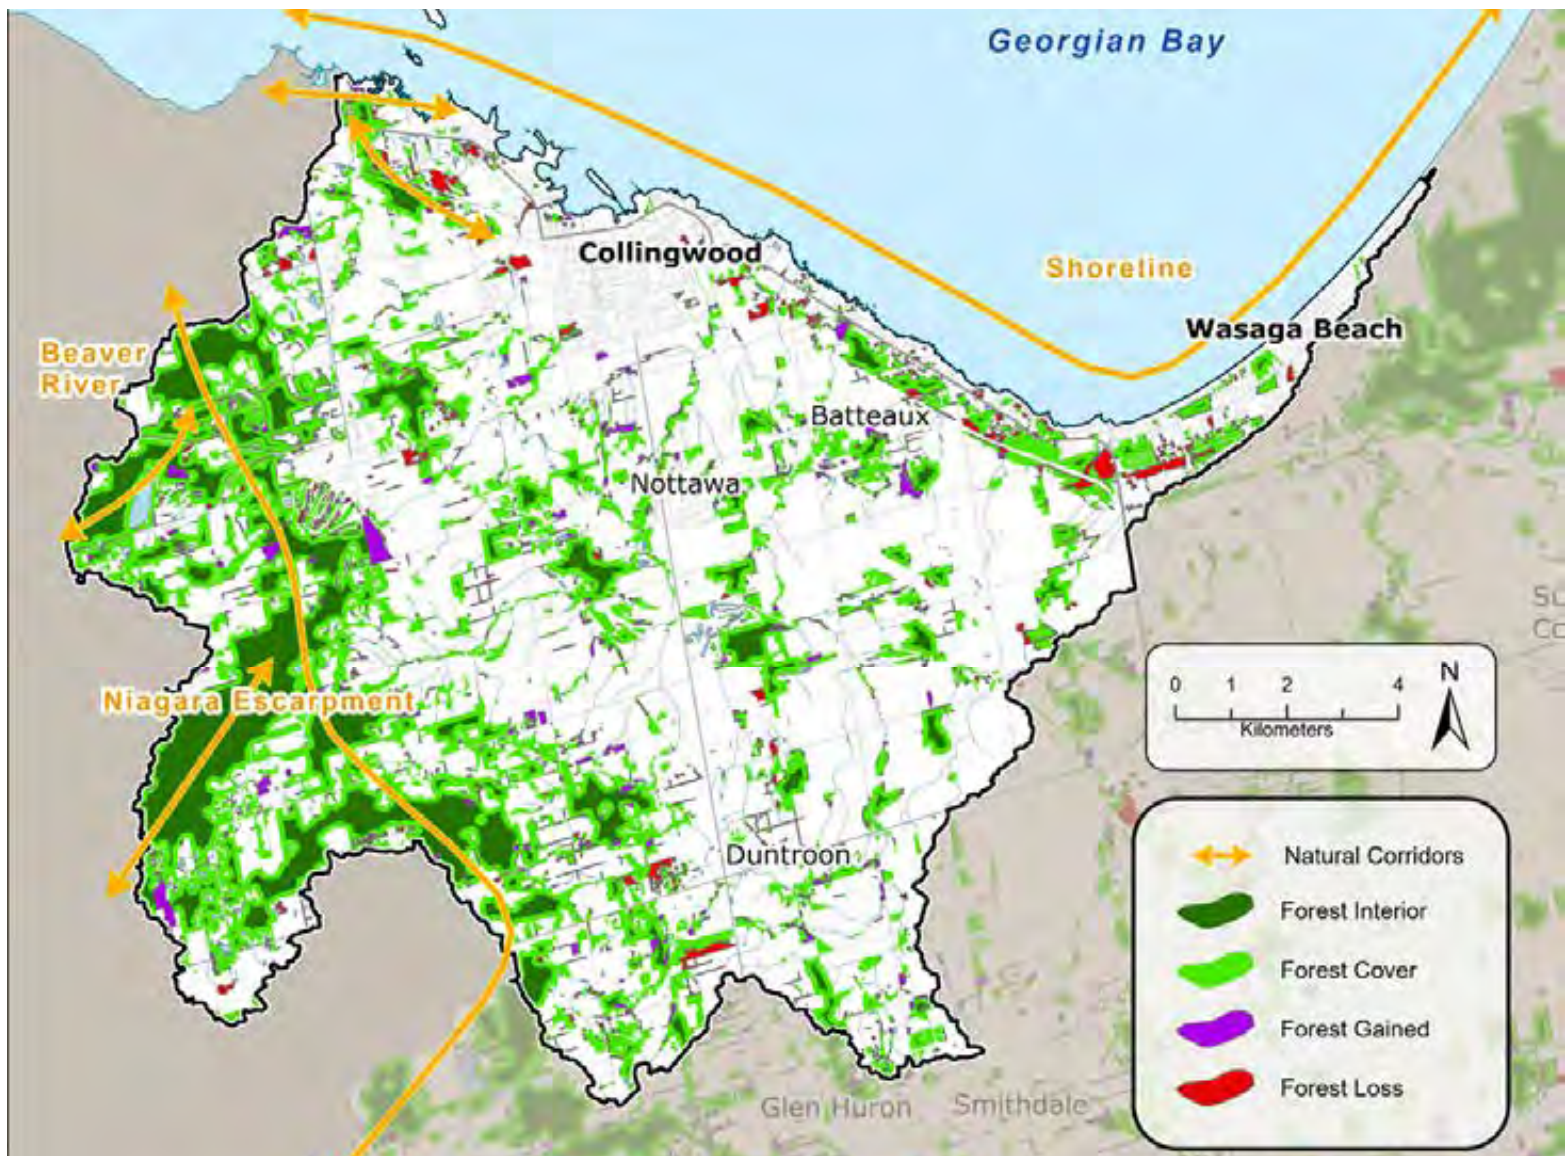 Georgian Bay
Collingwood
Shoreline
Wasaga Beach
Beaver
River
Batteaux
Nottawa
Niagara Escarpment
Duntroon
Glen Huron
Smithdale
N
0 1 2 4
Kilometers
Natural Corridors
Forest Interior
Forest Cover
Forest Gained
Forest Loss